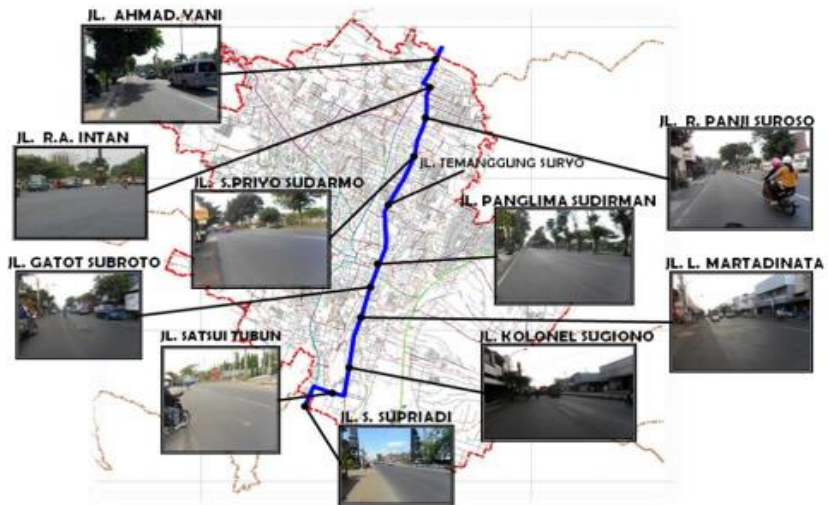 JL. AHMAD. YANI
JL. R.A. INTAN
JL. R. PANJI SUROSO
JL. TEMANGGUNG SURYO
JL. S.PRIYO SUDARMO
JL. PANGLIMA SUDIRMAN
JL. GATOT SUBROTO
JL. L. MARTADINATA
JL. SATSUI TUBUN
JL. KOLONEL SUGIONO
JL. S. SUPRIADI